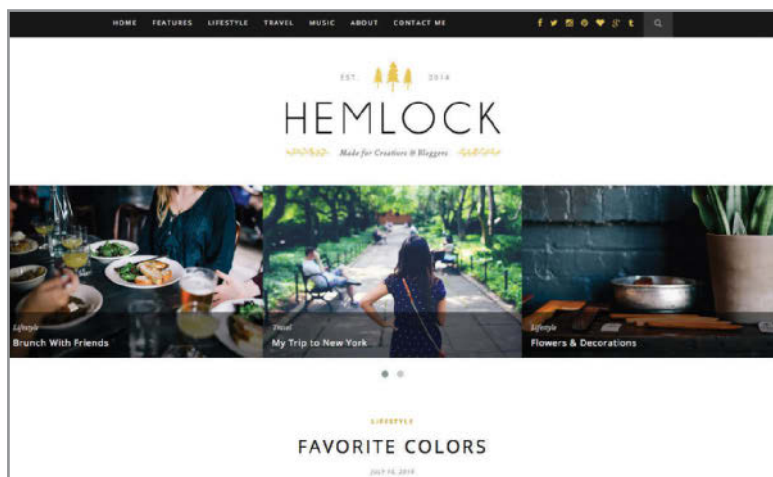 HOME FEATURES LIFESTYLE TRAVEL MUSIC ABOUT CONTACT ME
EST. 2014
HEMLOCK
Made for Creatives & Bloggers
Lifestyle
Brunch With Friends
Travel
My Trip to New York
Lifestyle
Flowers & Decorations
LIFESTYLE
FAVORITE COLORS